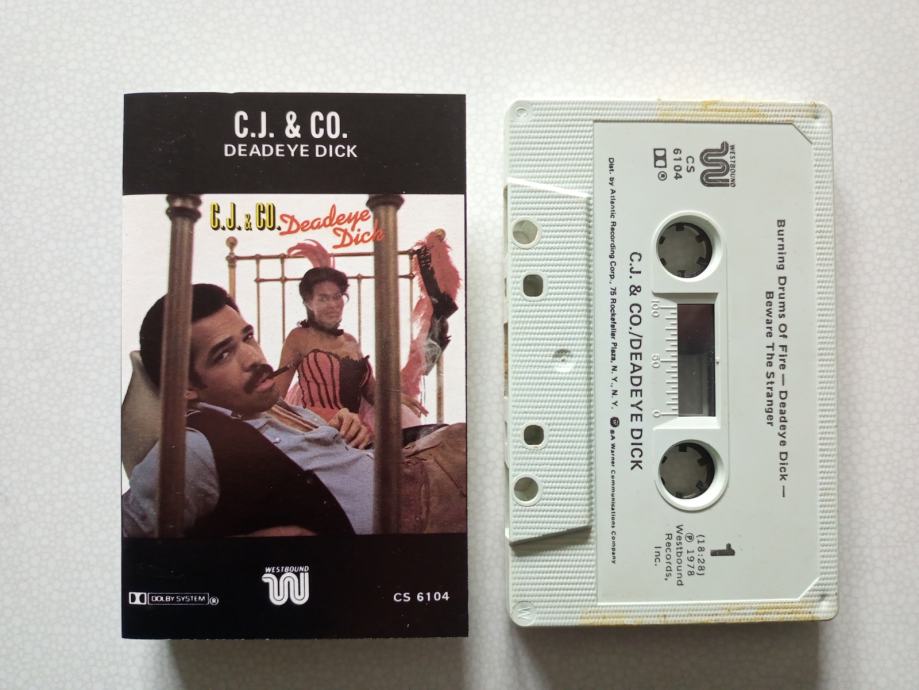 C.J. & CO.
DEADEYE DICK
C.J. & CO. Deadeye
Dick
WESTBOUND
DOLBY SYSTEM ®
CS 6104
WESTBOUND
CS
6104
®
Burning Drums Of Fire — Deadeye Dick —
Beware The Stranger
100 50 0
C.J. & CO./DEADEYE DICK
Dist. by Atlantic Recording Corp., 75 Rockefeller Plaza, N. Y., N. Y. A Warner Communications Company
1
(18:28)
℗ 1978
Westbound
Records,
Inc.